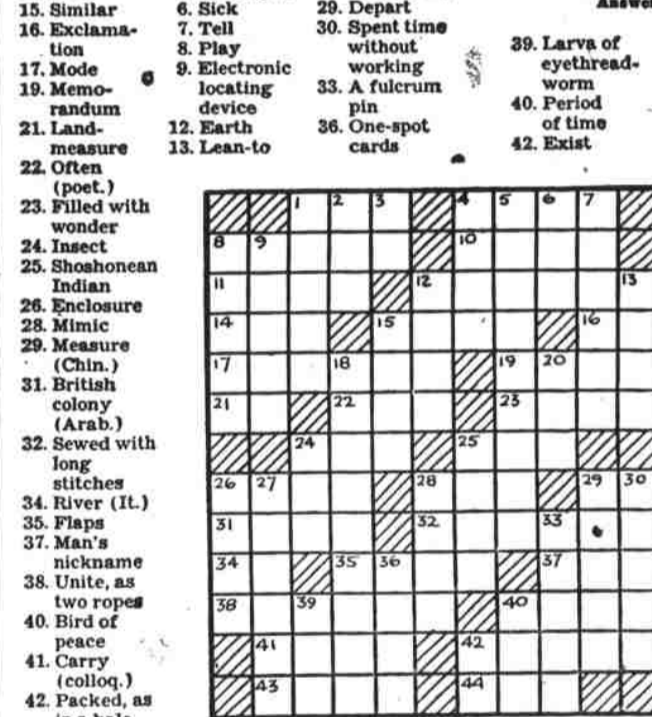 15. Similar
16. Exclama-
tion
17. Mode
19. Memo-
randum
21. Land-
measure
22. Often
(poet.)
23. Filled with
wonder
24. Insect
25. Shoshonean
Indian
26. Enclosure
28. Mimic
29. Measure
(Chin.)
31. British
colony
(Arab.)
32. Sewed with
long
stitches
34. River (It.)
35. Flaps
37. Man's
nickname
38. Unite, as
two ropes
40. Bird of
peace
41. Carry
(colloq.)
42. Packed, as
6. Sick
7. Tell
8. Play
9. Electronic
locating
device
12. Earth
13. Lean-to
29. Depart
30. Spent time
without
working
33. A fulcrum
pin
36. One-spot
cards
39. Larva of
eyethread-
worm
40. Period
of time
42. Exist
1 2 3 4 5 6 7
8 9 10
11 12 13
14 15 16
17 18 19 20
21 22 23
24 25
26 27 28 29 30
31 32 33
34 35 36 37
38 39 40
41 42
43 44